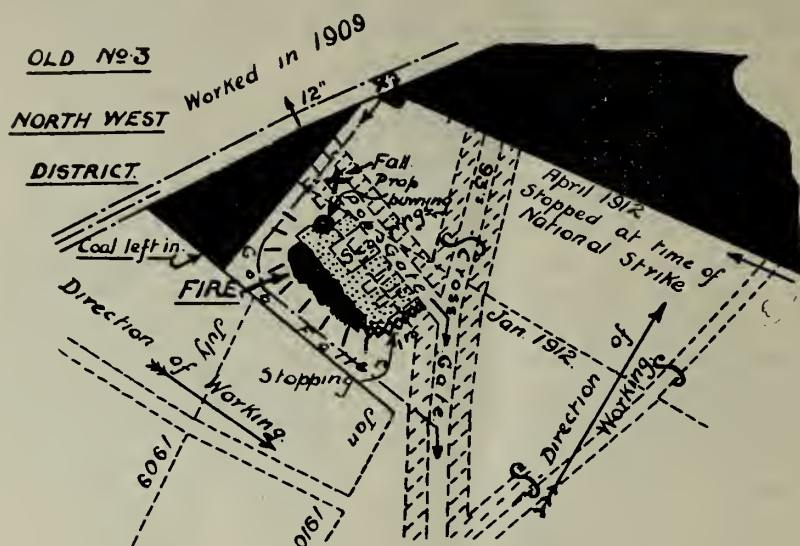 OLD No. 3
NORTH WEST
DISTRICT.
Worked in 1909
12"
Fall.
Prop
burning
Coal left in.
FIRE
Direction of Working.
July
Stopping
Jan
1909
1910
Cross Gate
April 1912
Stopped at time of
National Strike
Jan. 1912.
Direction of Working